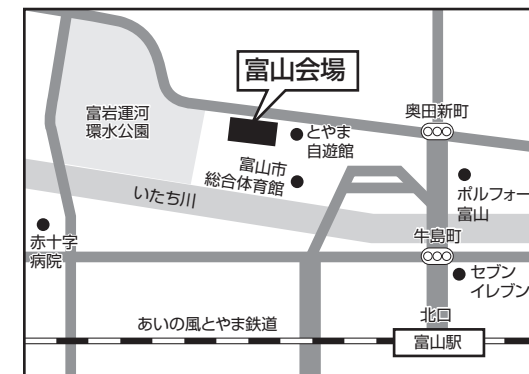 富山会場
富岩運河
環水公園
とやま
自遊館
奥田新町
富山市
総合体育館
ポルフォー
富山
いたち川
赤十字
病院
牛島町
セブン
イレブン
北口
あいの風とやま鉄道
富山駅